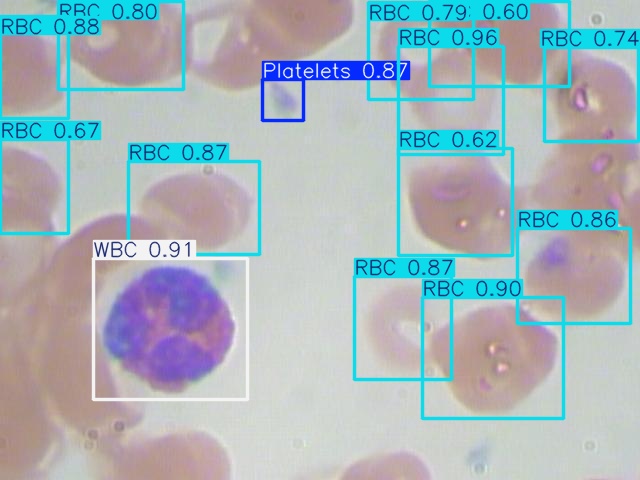 RBC 0.80
RBC 0.88
RBC 0.79
0.60
RBC 0.96
RBC 0.74
Platelets 0.87
RBC 0.67
RBC 0.87
RBC 0.62
RBC 0.86
WBC 0.91
RBC 0.87
RBC 0.90